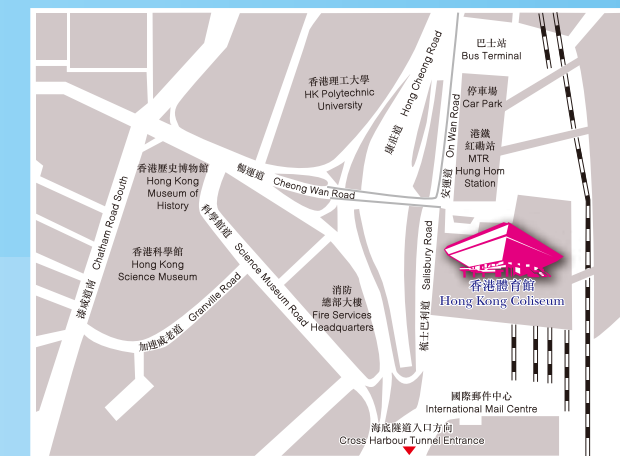 巴士站
Bus Terminal
香港理工大學
HK Polytechnic
University
康莊道 Hong Cheong Road
停車場
Car Park
安運道 On Wan Road
港鐵
紅磡站
MTR
Hung Hom
Station
香港歷史博物館
Hong Kong
Museum of
History
暢運道 Cheong Wan Road
科學館道 Science Museum Road
漆咸道南 Chatham Road South
香港科學館
Hong Kong
Science Museum
加連威老道 Granville Road
消防
總部大樓
Fire Services
Headquarters
梳士巴利道 Salisbury Road
香港體育館
Hong Kong Coliseum
國際郵件中心
International Mail Centre
海底隧道入口方向
Cross Harbour Tunnel Entrance